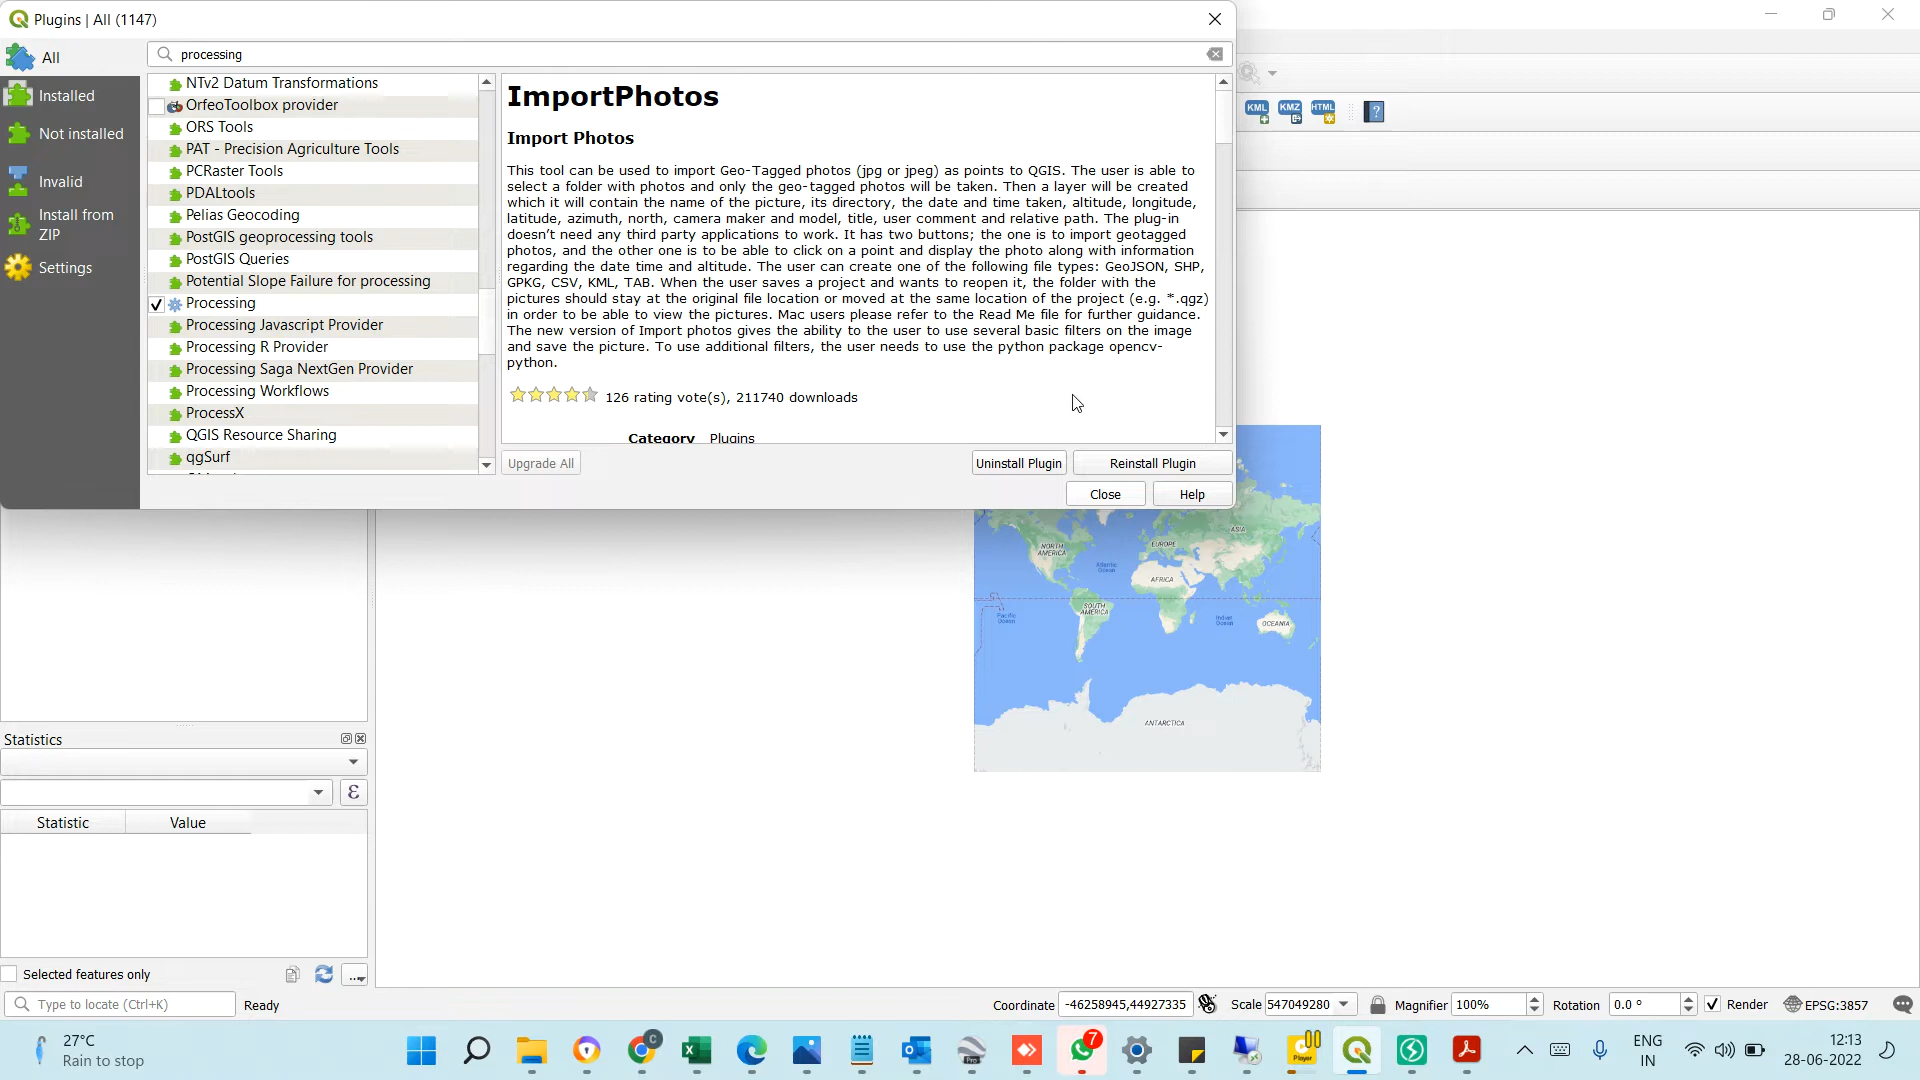 Plugins | All (1147)
All
processing
Installed
Not installed
Invalid
Install from
ZIP
Settings
NTv2 Datum Transformations
OrfeoToolbox provider
ORS Tools
PAT - Precision Agriculture Tools
PCRaster Tools
PDALtools
Pelias Geocoding
PostGIS geoprocessing tools
PostGIS Queries
Potential Slope Failure for processing
Processing
Processing Javascript Provider
Processing R Provider
Processing Saga NextGen Provider
Processing Workflows
ProcessX
QGIS Resource Sharing
qgSurf
ImportPhotos
Import Photos
This tool can be used to import Geo-Tagged photos (jpg or jpeg) as points to QGIS. The user is able to
select a folder with photos and only the geo-tagged photos will be taken. Then a layer will be created
which it will contain the name of the picture, its directory, the date and time taken, altitude, longitude,
latitude, azimuth, north, camera maker and model, title, user comment and relative path. The plug-in
doesn't need any third party applications to work. It has two buttons; the one is to import geotagged
photos, and the other one is to be able to click on a point and display the photo along with information
regarding the date time and altitude. The user can create one of the following file types: GeoJSON, SHP,
GPKG, CSV, KML, TAB. When the user saves a project and wants to reopen it, the folder with the
pictures should stay at the original file location or moved at the same location of the project (e.g. *.qgz)
in order to be able to view the pictures. Mac users please refer to the Read Me file for further guidance.
The new version of Import photos gives the ability to the user to use several basic filters on the image
and save the picture. To use additional filters, the user needs to use the python package opencv-
python.
126 rating vote(s), 211740 downloads
Category Plugins
Upgrade All
Uninstall Plugin
Reinstall Plugin
Close
Help
KML
KMZ
HTML
ASIA
NORTH
AMERICA
EUROPE
Atlantic
Ocean
AFRICA
SOUTH
AMERICA
Pacific
Ocean
Indian
Ocean
OCEANIA
ANTARCTICA
Statistics
ε
Statistic
Value
Selected features only
Type to locate (Ctrl+K)
Ready
Coordinate -46258945,44927335
Scale 547049280
Magnifier 100%
Rotation 0.0 °
Render
EPSG:3857
27°C
Rain to stop
C
Pro
7
Player
ENG
IN
12:13
28-06-2022